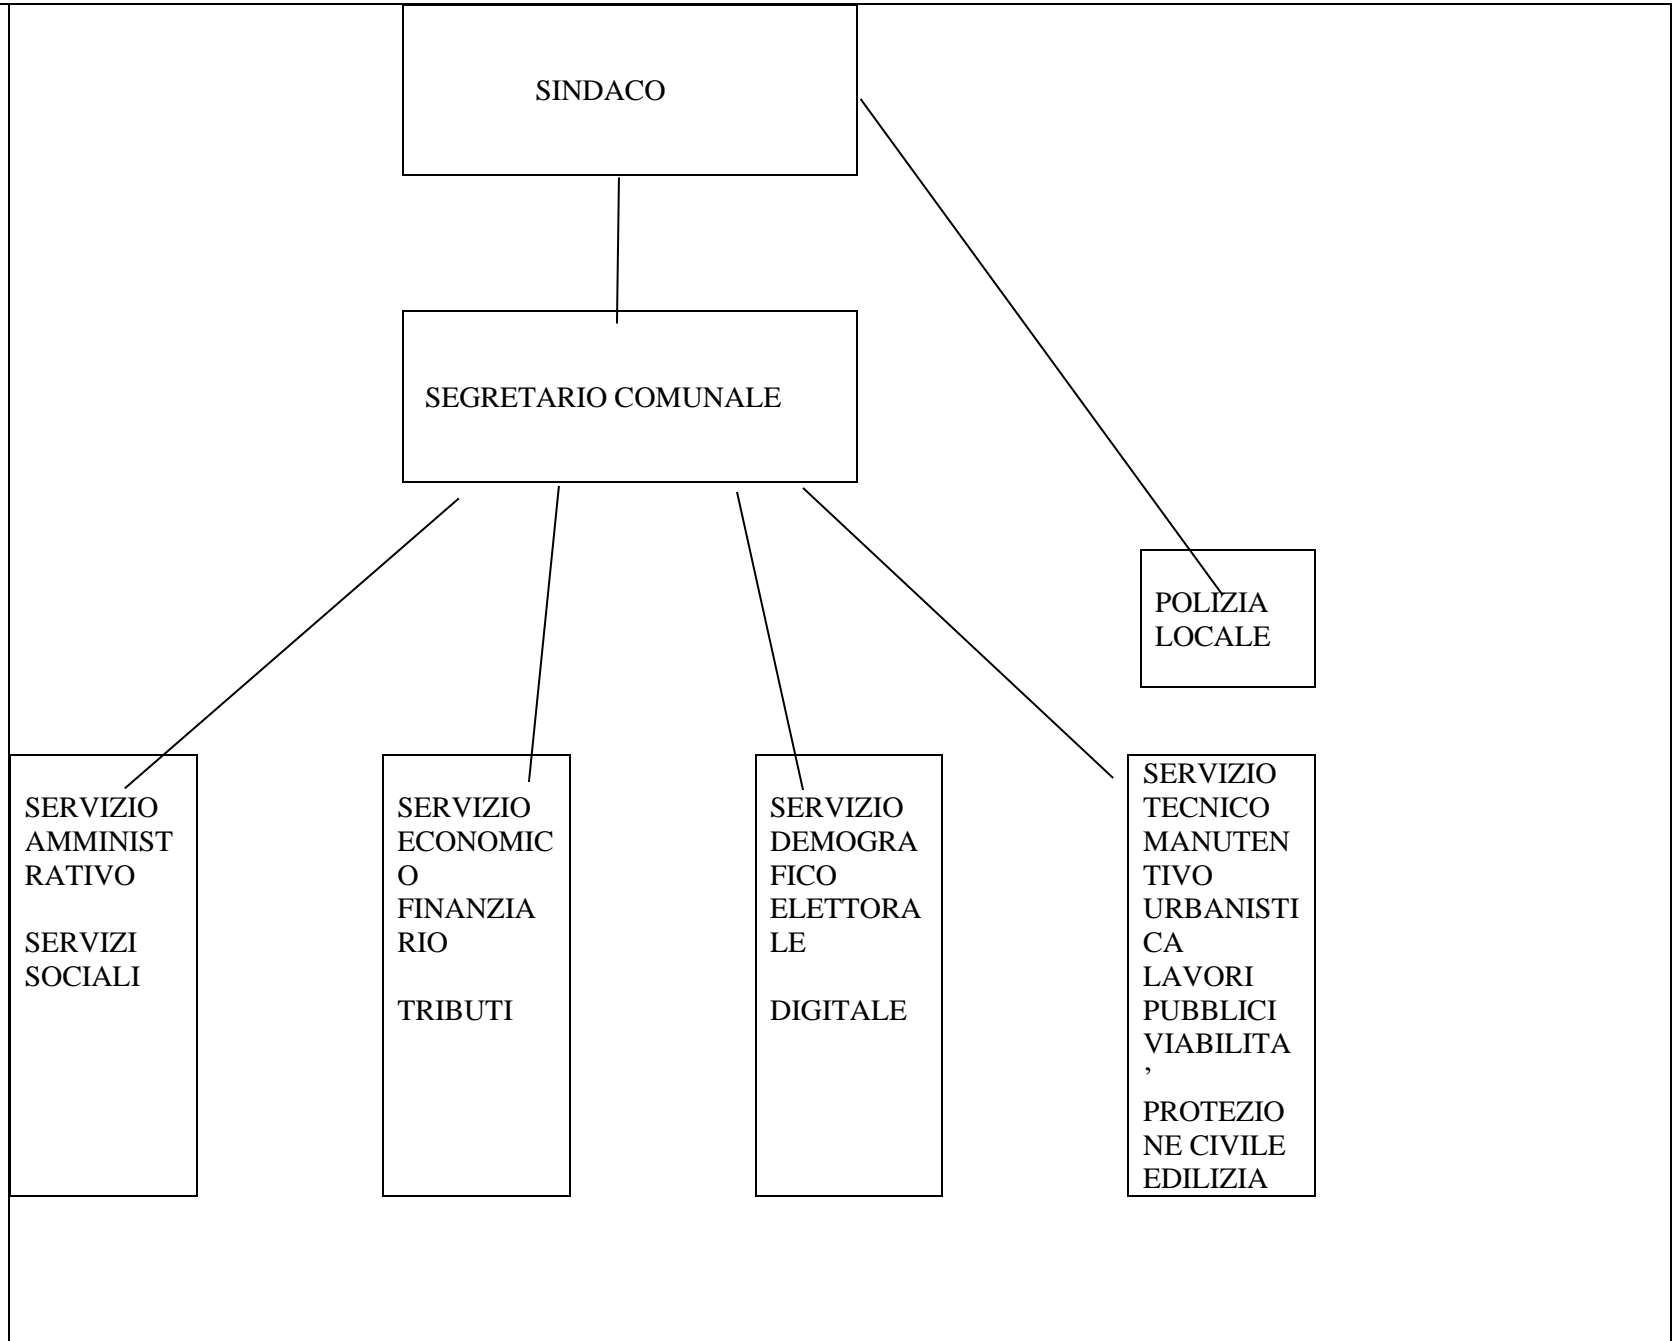 SINDACO
SEGRETARIO COMUNALE
POLIZIA
LOCALE
SERVIZIO
AMMINIST
RATIVO
SERVIZI
SOCIALI
SERVIZIO
ECONOMIC
O
FINANZIA
RIO
TRIBUTI
SERVIZIO
DEMOGRA
FICO
ELETTORA
LE
DIGITALE
SERVIZIO
TECNICO
MANUTEN
TIVO
URBANISTI
CA
LAVORI
PUBBLICI
VIABILITA
’
PROTEZIO
NE CIVILE
EDILIZIA